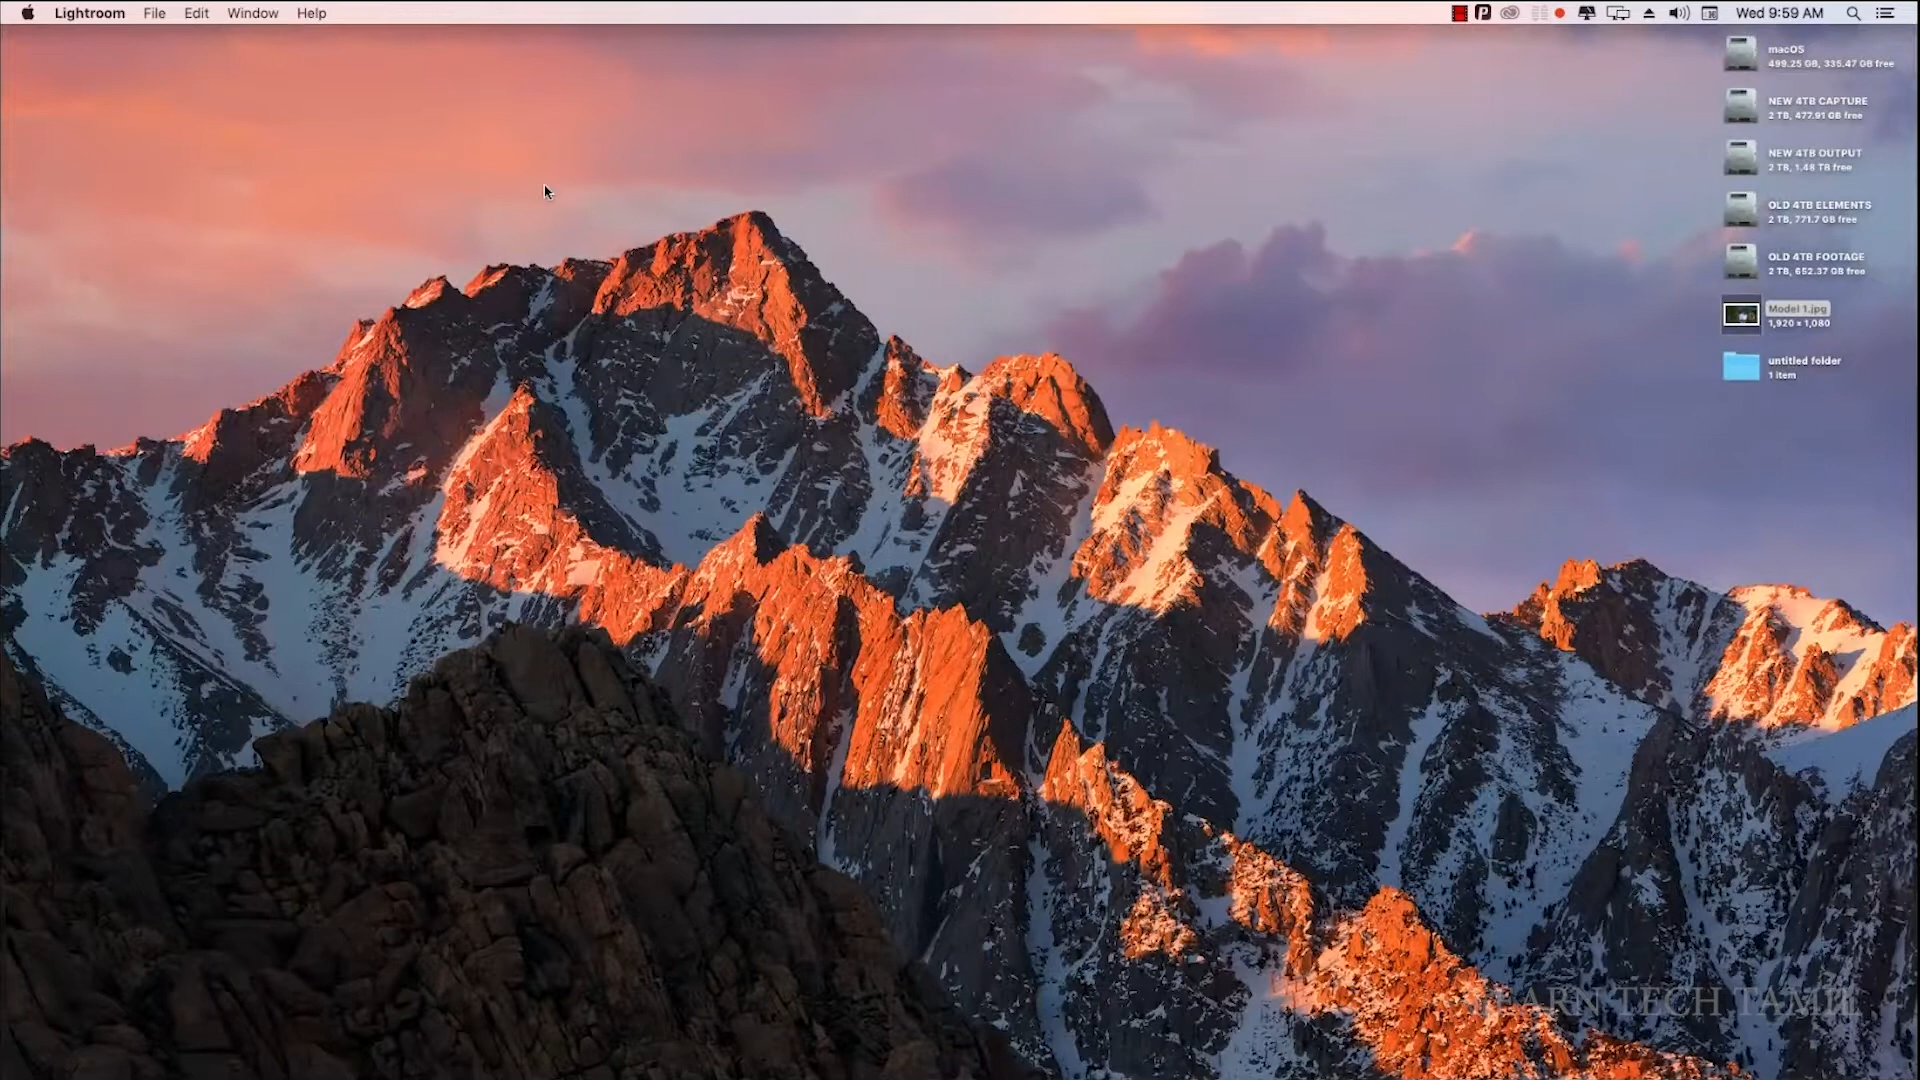 Lightroom File Edit Window Help Wed 9:59 AM
macOS
499.25 GB, 335.47 GB free
NEW 4TB CAPTURE
2 TB, 477.91 GB free
NEW 4TB OUTPUT
2 TB, 1.48 TB free
OLD 4TB ELEMENTS
2 TB, 771.7 GB free
OLD 4TB FOOTAGE
2 TB, 652.37 GB free
Model 1.jpg
1,920 × 1,080
untitled folder
1 item
LEARN TECH TAMIL